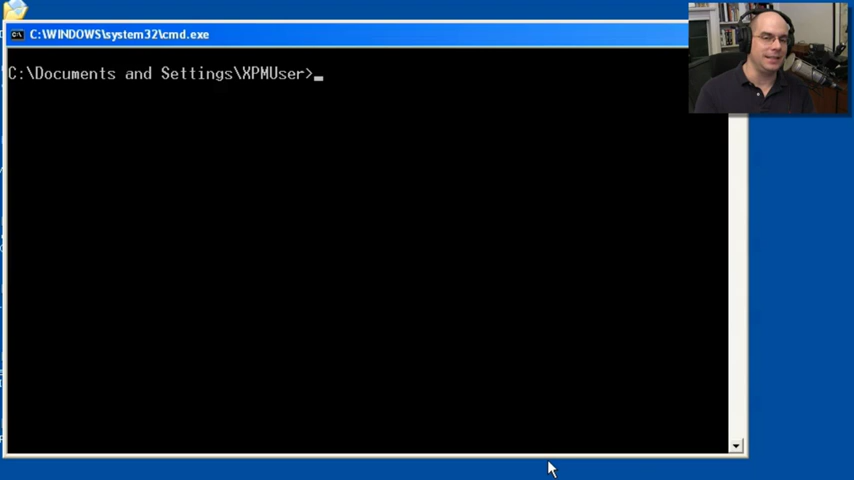 C:\WINDOWS\system32\cmd.exe
C:\Documents and Settings\XPMUser>_